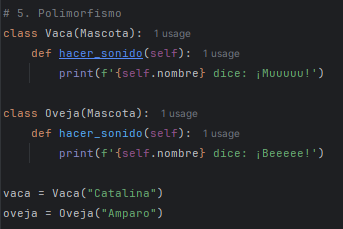 # 5. Polimorfismo
class Vaca(Mascota): 1 usage
    def hacer_sonido(self): 1 usage
        print(f'{self.nombre} dice: ¡Muuuuu!')

class Oveja(Mascota): 1 usage
    def hacer_sonido(self): 1 usage
        print(f'{self.nombre} dice: ¡Beeeee!')

vaca = Vaca("Catalina")
oveja = Oveja("Amparo")